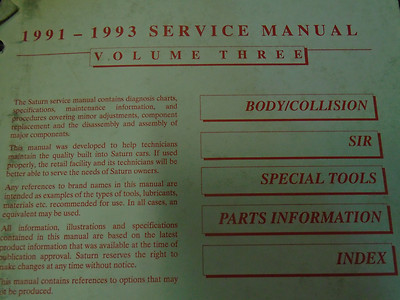 1991 – 1993 SERVICE MANUAL
VOLUME THREE
The Saturn service manual contains diagnosis charts,
specifications, maintenance information, and
procedures covering minor adjustments, component
replacement and the disassembly and assembly of
major components.
This manual was developed to help technicians
maintain the quality built into Saturn cars. If used
properly, the retail facility and its technicians will be
better able to serve the needs of Saturn owners.
Any references to brand names in this manual are
intended as examples of the types of tools, lubricants,
materials etc. recommended for use. In all cases, an
equivalent may be used.
All information, illustrations and specifications
contained in this manual are based on the latest
product information that was available at the time of
publication approval. Saturn reserves the right to
make changes at any time without notice.
This manual contains references to options that may
be produced.
BODY/COLLISION
SIR
SPECIAL TOOLS
PARTS INFORMATION
INDEX